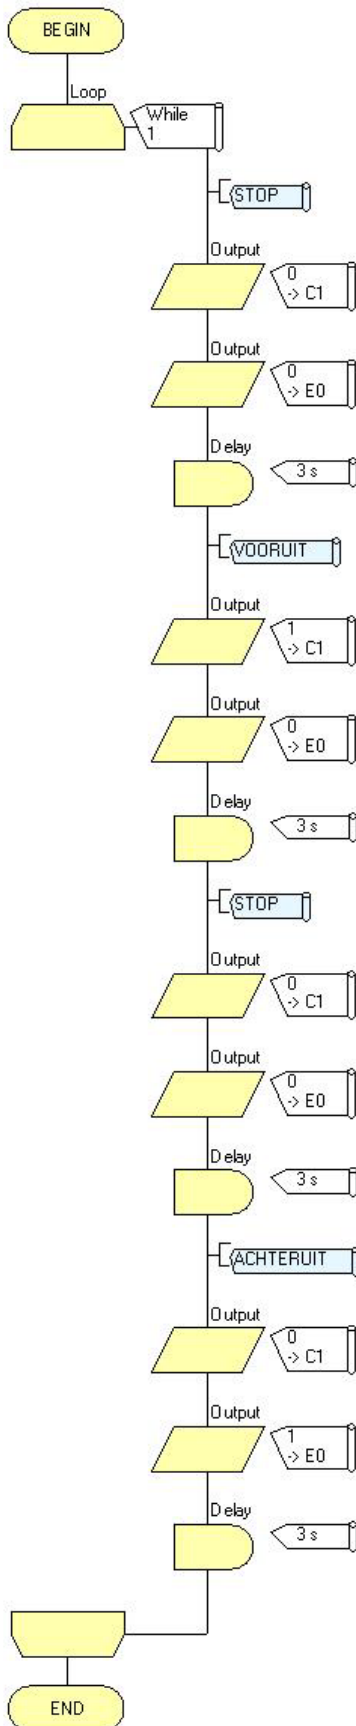 BEGIN
Loop
While
1
STOP
Output
0
-> C1
Output
0
-> E0
Delay
3 s
VOORUIT
Output
1
-> C1
Output
0
-> E0
Delay
3 s
STOP
Output
0
-> C1
Output
0
-> E0
Delay
3 s
ACHTERUIT
Output
0
-> C1
Output
1
-> E0
Delay
3 s
END